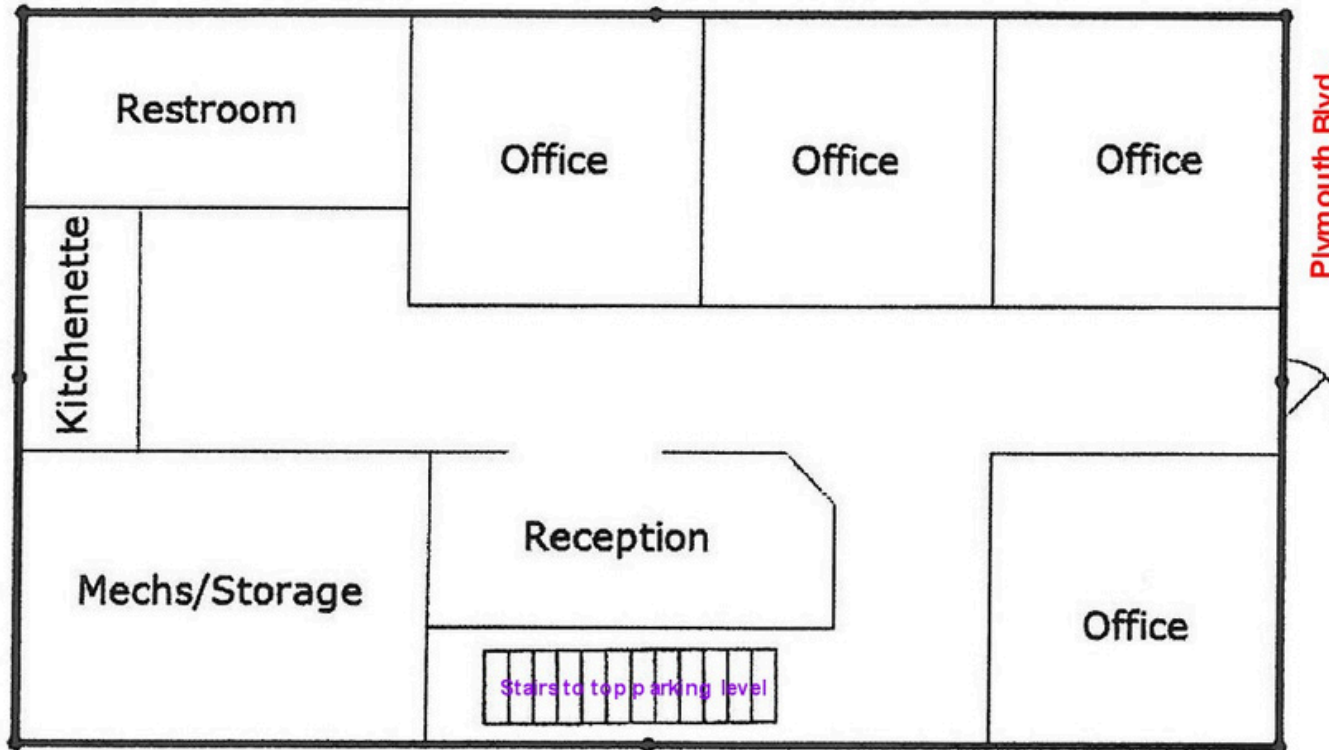 Restroom
Office
Office
Office
Plymouth Blvd
Kitchenette
Reception
Mechs/Storage
Office
Stairs to top parking level